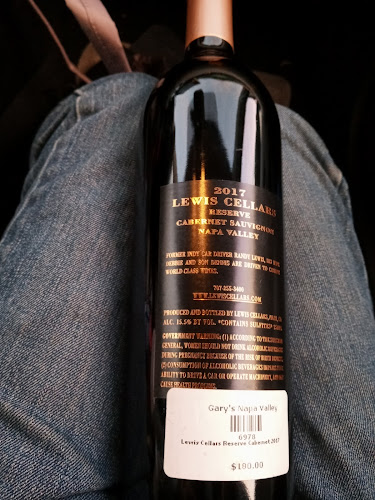 2017
LEWIS CELLARS
RESERVE
CABERNET SAUVIGNON
NAPA VALLEY
FORMER INDY CAR DRIVER RANDY LEWIS, HIS WIFE
DEBBIE AND SON DENNIS ARE DRIVEN TO CREATE
WORLD CLASS WINES.
707-255-3400
WWW.LEWISCELLARS.COM
PRODUCED AND BOTTLED BY LEWIS CELLARS, NAPA, CA
ALC. 15.5% BY VOL. *CONTAINS SULFITES*
GOVERNMENT WARNING: (1) ACCORDING TO THE SURGEON
GENERAL, WOMEN SHOULD NOT DRINK ALCOHOLIC BEVERAGES
DURING PREGNANCY BECAUSE OF THE RISK OF BIRTH DEFECTS.
(2) CONSUMPTION OF ALCOHOLIC BEVERAGES IMPAIRS YOUR
ABILITY TO DRIVE A CAR OR OPERATE MACHINERY, AND MAY
CAUSE HEALTH PROBLEMS.
Gary's Napa Valley
6978
Lewis Cellars Reserve Cabernet 2017
$180.00